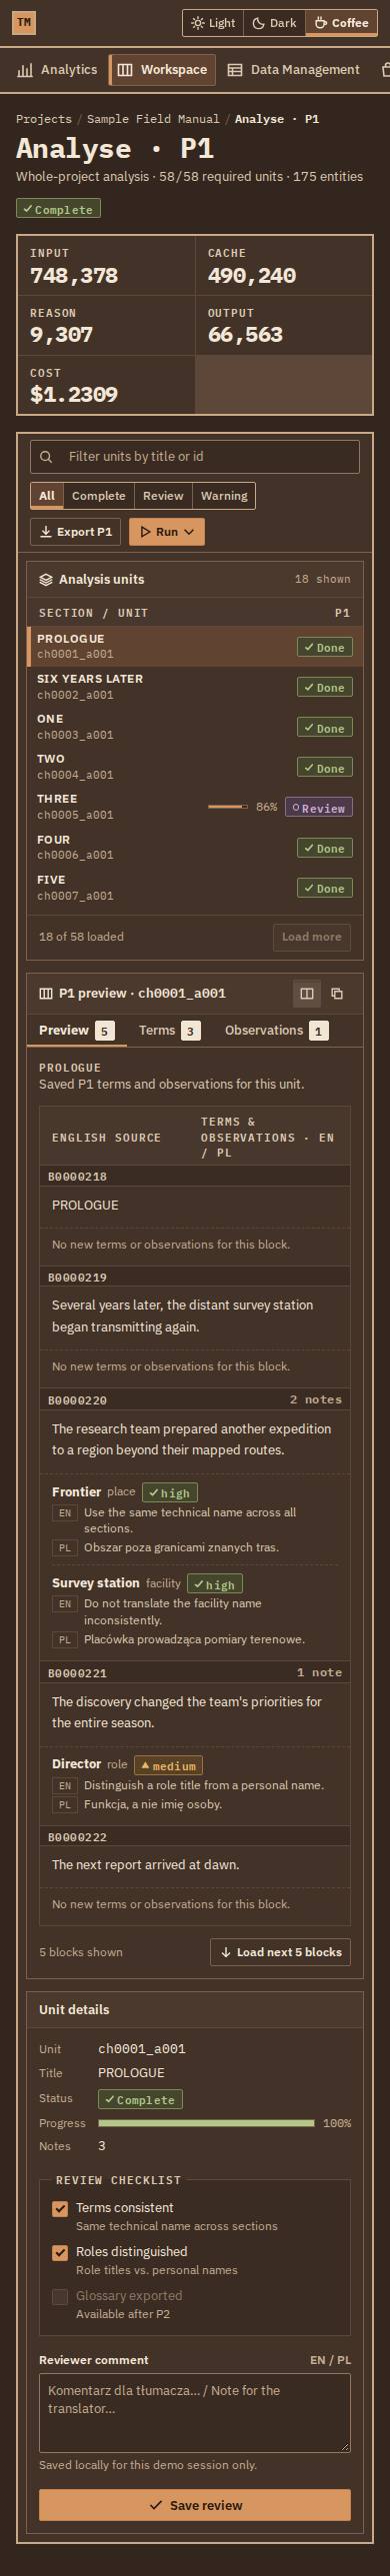 TM
Light
Dark
Coffee
Analytics
Workspace
Data Management
Projects / Sample Field Manual / Analyse · P1
Analyse · P1
Whole-project analysis · 58/58 required units · 175 entities
Complete
INPUT
748,378
CACHE
490,240
REASON
9,307
OUTPUT
66,563
COST
$1.2309
Filter units by title or id
All
Complete
Review
Warning
Export P1
Run
Analysis units
18 shown
SECTION / UNIT
P1
PROLOGUE
ch0001_a001
Done
SIX YEARS LATER
ch0002_a001
Done
ONE
ch0003_a001
Done
TWO
ch0004_a001
Done
THREE
ch0005_a001
86%
Review
FOUR
ch0006_a001
Done
FIVE
ch0007_a001
Done
18 of 58 loaded
Load more
P1 preview · ch0001_a001
Preview 5
Terms 3
Observations 1
PROLOGUE
Saved P1 terms and observations for this unit.
ENGLISH SOURCE
TERMS &
OBSERVATIONS · EN
/ PL
B0000218
PROLOGUE
No new terms or observations for this block.
B0000219
Several years later, the distant survey station
began transmitting again.
No new terms or observations for this block.
B0000220
2 notes
The research team prepared another expedition
to a region beyond their mapped routes.
Frontier place high
EN Use the same technical name across all
sections.
PL Obszar poza granicami znanych tras.
Survey station facility high
EN Do not translate the facility name
inconsistently.
PL Placówka prowadząca pomiary terenowe.
B0000221
1 note
The discovery changed the team's priorities for
the entire season.
Director role medium
EN Distinguish a role title from a personal name.
PL Funkcja, a nie imię osoby.
B0000222
The next report arrived at dawn.
No new terms or observations for this block.
5 blocks shown
Load next 5 blocks
Unit details
Unit ch0001_a001
Title PROLOGUE
Status Complete
Progress 100%
Notes 3
REVIEW CHECKLIST
Terms consistent
Same technical name across sections
Roles distinguished
Role titles vs. personal names
Glossary exported
Available after P2
Reviewer comment
EN / PL
Komentarz dla tłumacza… / Note for the
translator…
Saved locally for this demo session only.
Save review